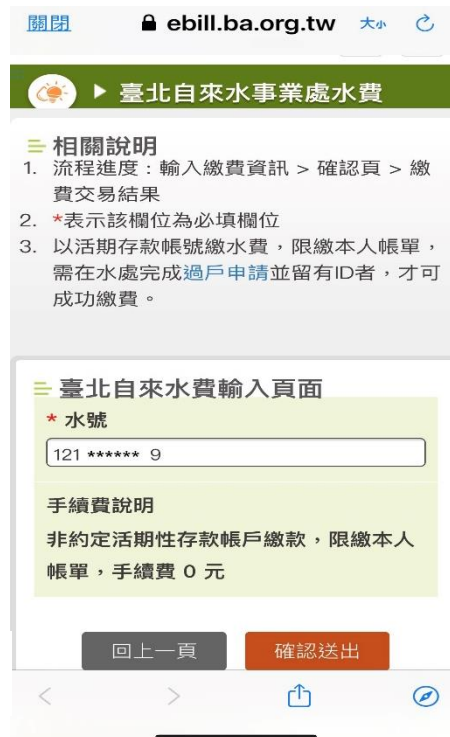 關閉 ebill.ba.org.tw 大小
臺北自來水事業處水費
相關說明
1. 流程進度：輸入繳費資訊 > 確認頁 > 繳
費交易結果
2. *表示該欄位為必填欄位
3. 以活期存款帳號繳水費，限繳本人帳單，
需在水處完成過戶申請並留有ID者，才可
成功繳費。
臺北自來水費輸入頁面
* 水號
121 ****** 9
手續費說明
非約定活期性存款帳戶繳款，限繳本人
帳單，手續費 0 元
回上一頁 確認送出